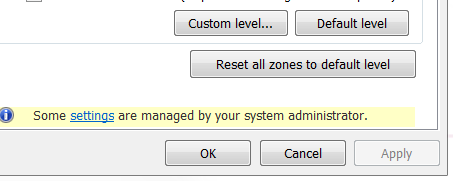 Custom level...
Default level
Reset all zones to default level
Some settings are managed by your system administrator.
OK
Cancel
Apply